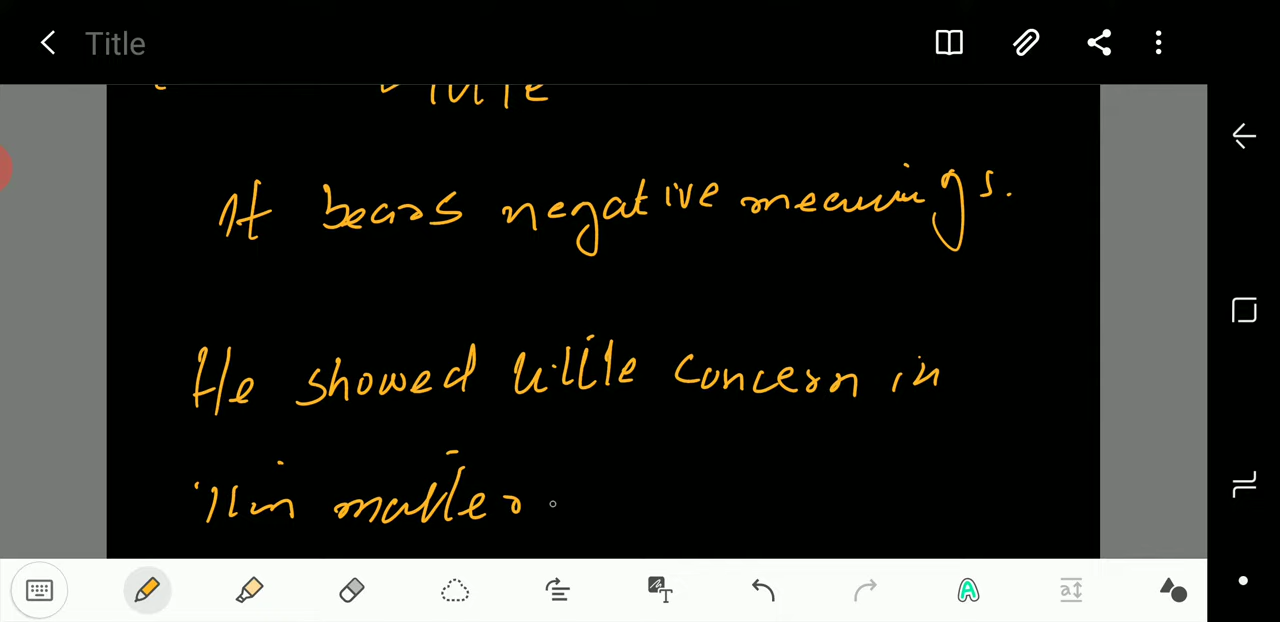 Title
It bears negative meanings.
He showed little concern in
this matter